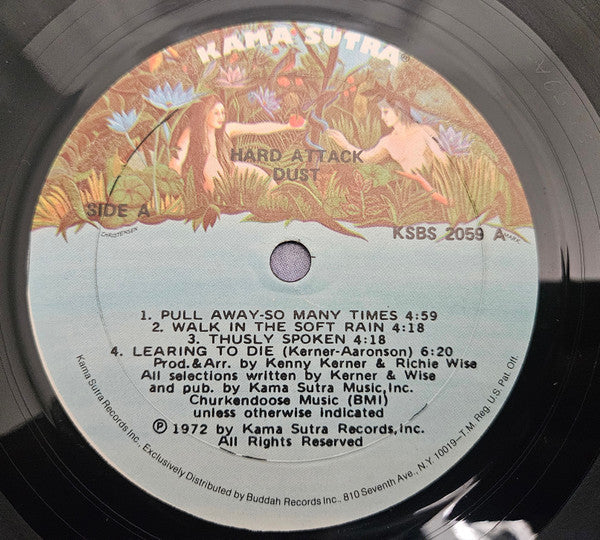 KAMA SUTRA
HARD ATTACK
DUST
SIDE A
KSBS 2059 A
CHRISTENSEN
1. PULL AWAY-SO MANY TIMES 4:59
2. WALK IN THE SOFT RAIN 4:18
3. THUSLY SPOKEN 4:18
4. LEARING TO DIE (Kerner-Aaronson) 6:20
Prod.& Arr. by Kenny Kerner & Richie Wise
All selections written by Kerner & Wise
and pub. by Kama Sutra Music, Inc.
Churkendoose Music (BMI)
unless otherwise indicated
Ⓟ 1972 by Kama Sutra Records, Inc.
All Rights Reserved
Kama Sutra Records Inc., Exclusively Distributed by Buddah Records Inc., 810 Seventh Ave., N.Y. 10019—T.M. Reg. U.S. Pat. Off.